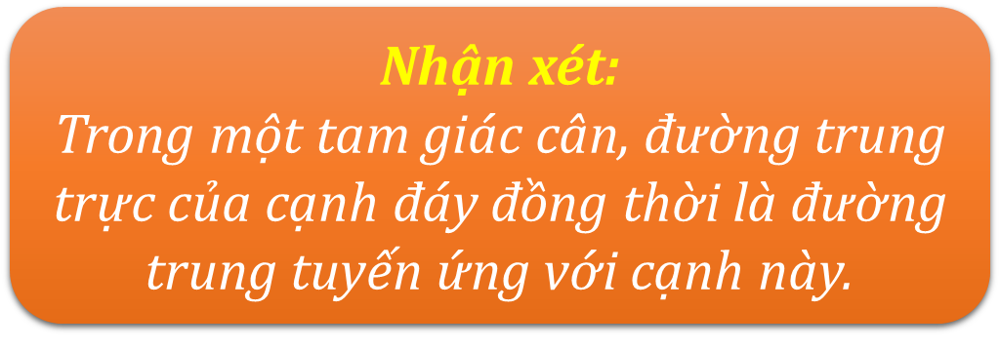 Nhận xét:
Trong một tam giác cân, đường trung
trực của cạnh đáy đồng thời là đường
trung tuyến ứng với cạnh này.